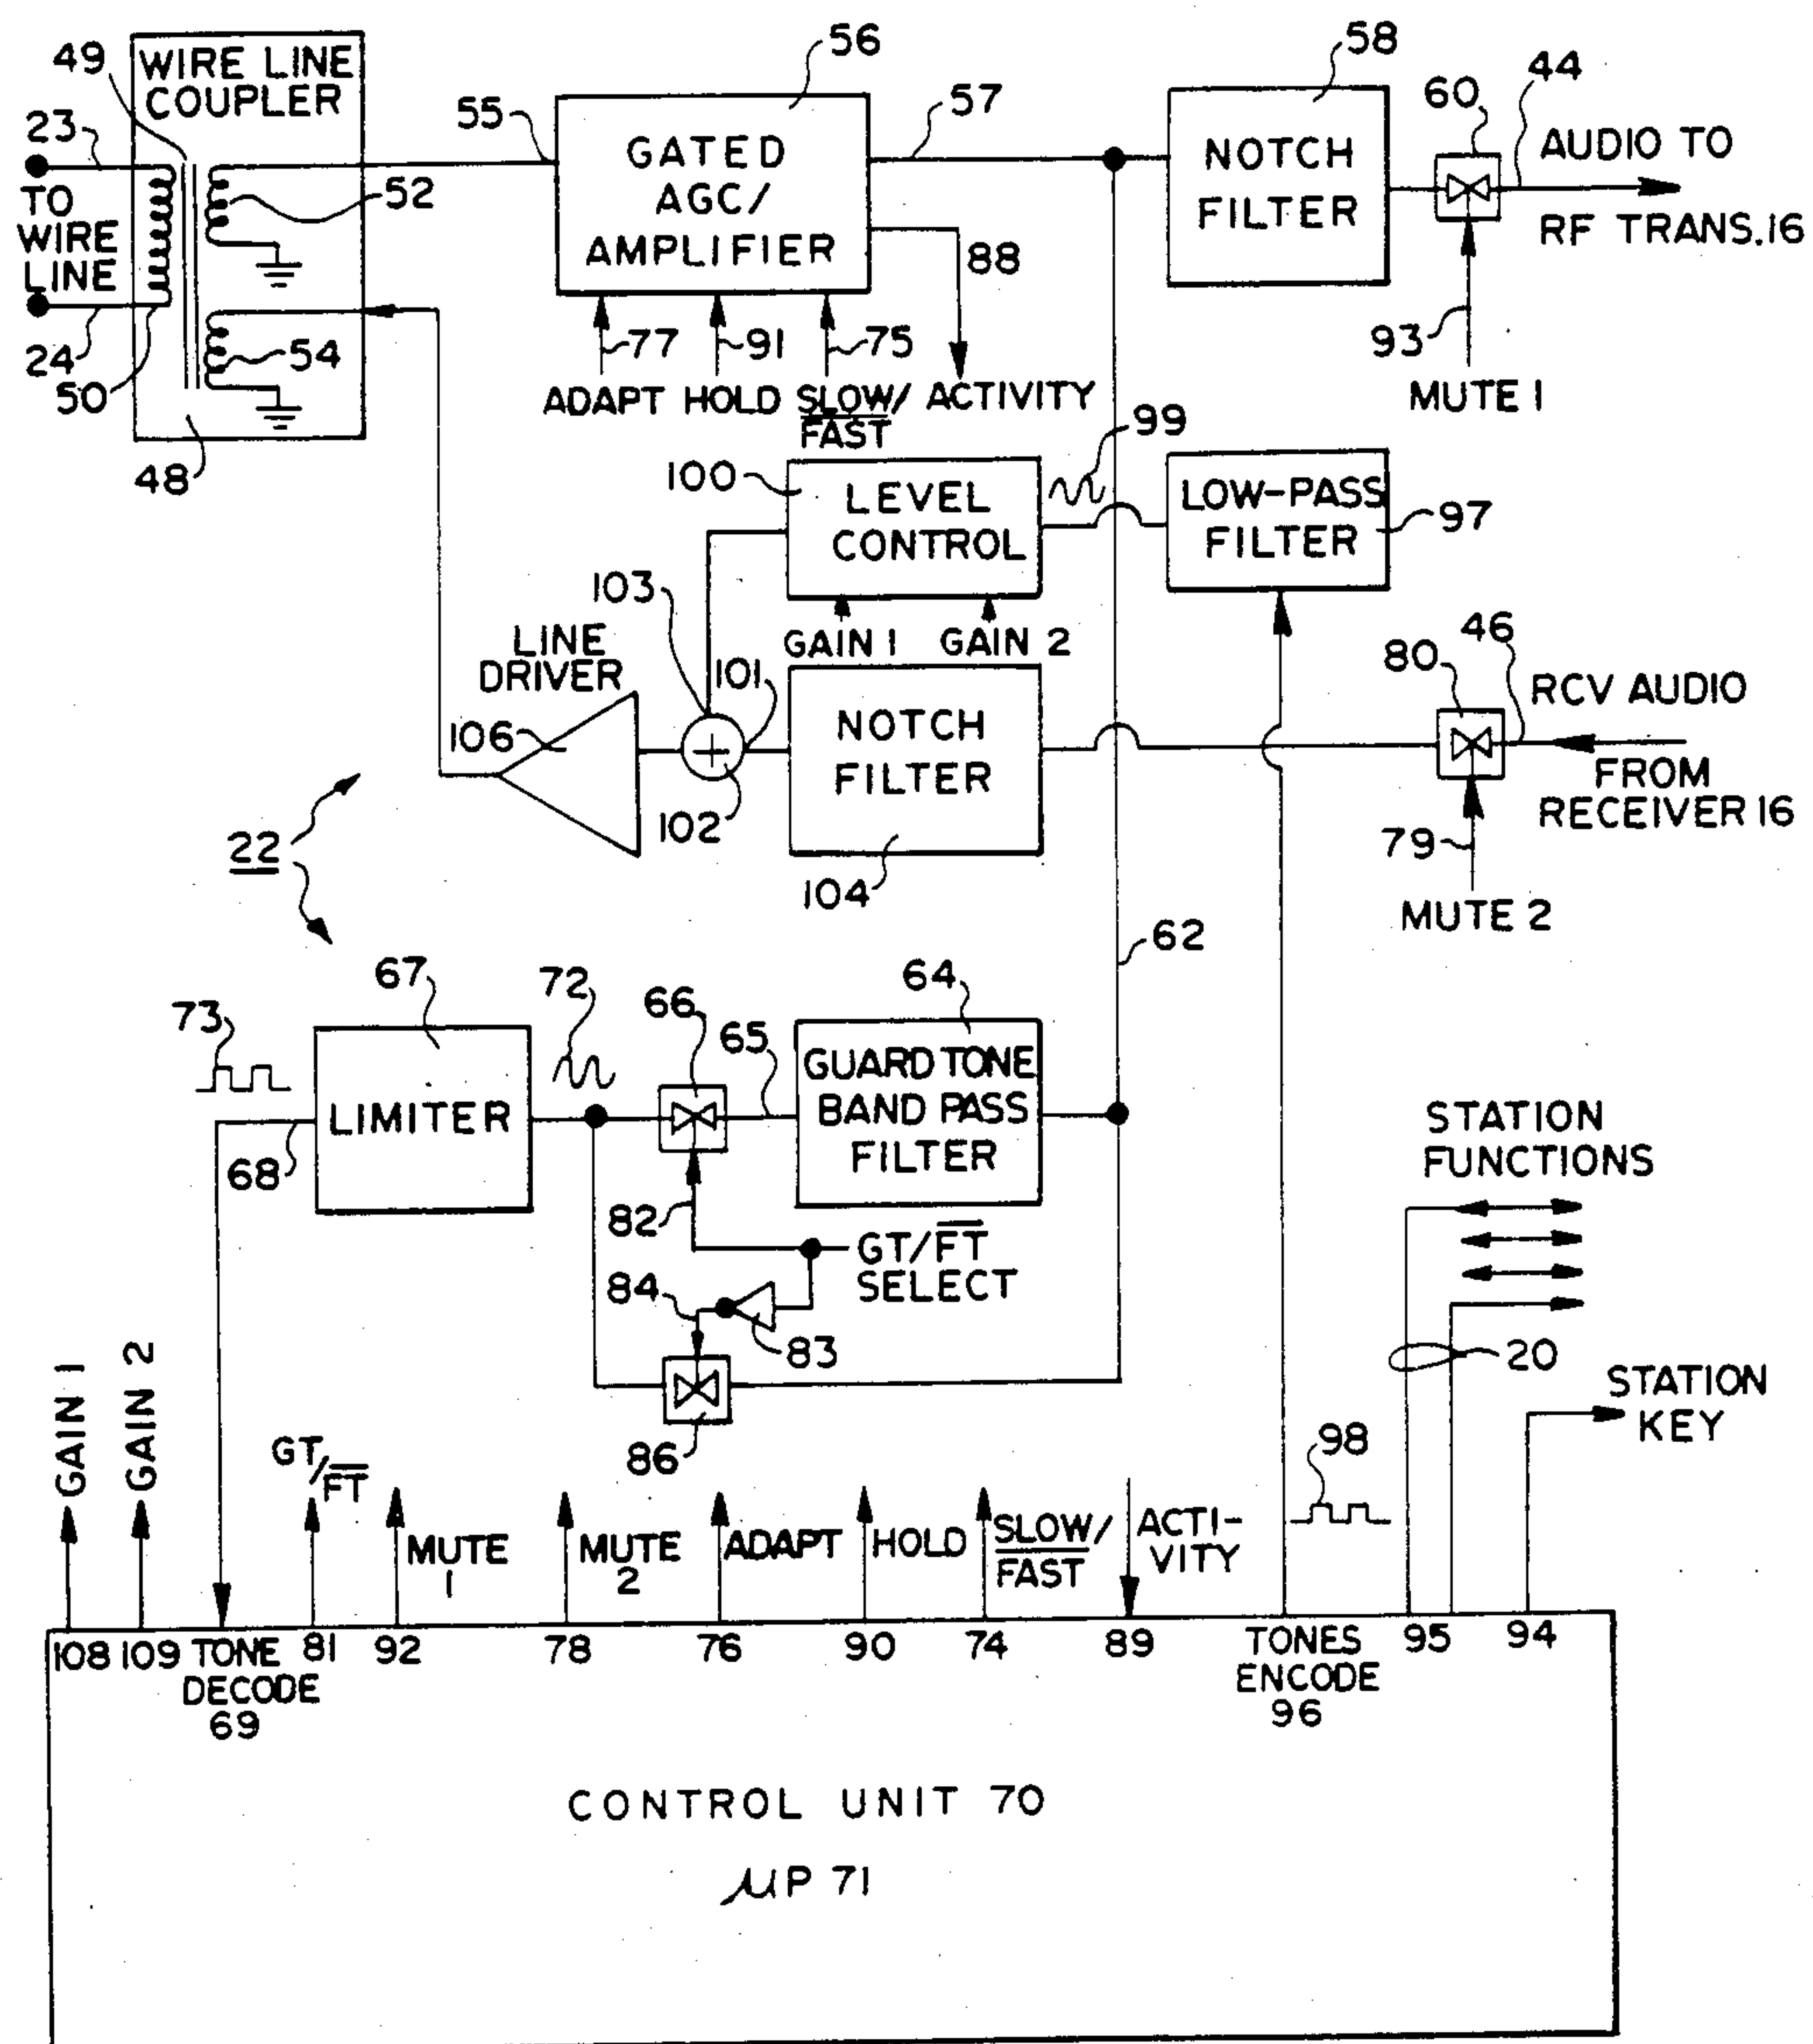 49
WIRE LINE
COUPLER
23
TO
WIRE
LINE
24
50
52
54
48
55
56
GATED
AGC/
AMPLIFIER
57
88
77
91
75
ADAPT HOLD SLOW/ ACTIVITY
FAST
58
NOTCH
FILTER
60
44
AUDIO TO
RF TRANS.16
93
MUTE 1
99
100
LEVEL
CONTROL
LOW-PASS
FILTER
97
103
GAIN 1 GAIN 2
LINE
DRIVER
101
106
102
NOTCH
FILTER
104
80
46
RCV AUDIO
FROM
RECEIVER 16
79
MUTE 2
22
62
73
67
72
66
65
64
LIMITER
GUARD TONE
BAND PASS
FILTER
68
82
GT/FT
SELECT
84
83
86
STATION
FUNCTIONS
20
STATION
KEY
98
GAIN 1
GAIN 2
GT/FT
MUTE
1
MUTE
2
ADAPT
HOLD
SLOW/
FAST
ACTI-
VITY
108 109 TONE
DECODE
69
81 92 78 76 90 74 89
TONES
ENCODE
96
95 94
CONTROL UNIT 70
μP 71